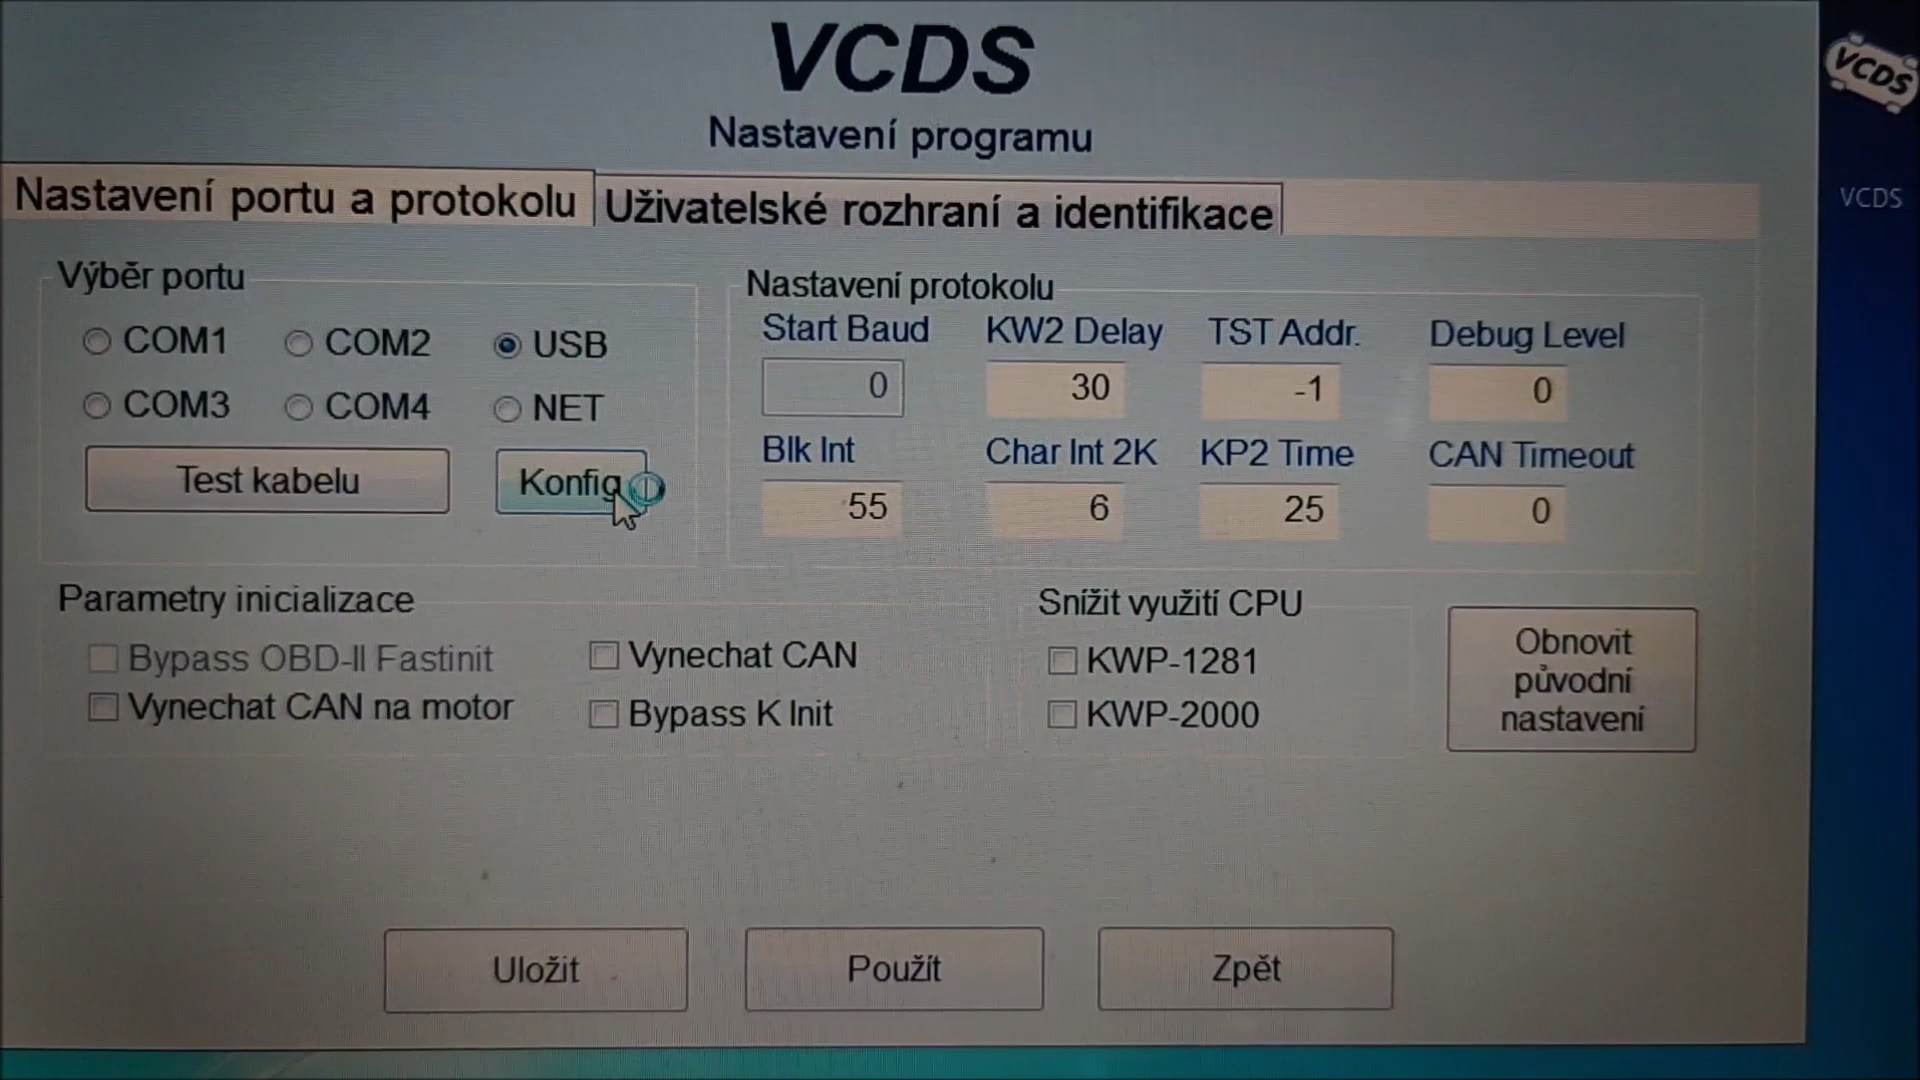 VCDS
Nastavení programu
Nastavení portu a protokolu
Uživatelské rozhraní a identifikace
Výběr portu
COM1
COM2
USB
COM3
COM4
NET
Test kabelu
Konfig
Nastavení protokolu
Start Baud
KW2 Delay
TST Addr.
Debug Level
0
30
-1
0
Blk Int
Char Int 2K
KP2 Time
CAN Timeout
55
6
25
0
Parametry inicializace
Bypass OBD-II Fastinit
Vynechat CAN
Vynechat CAN na motor
Bypass K Init
Snížit využití CPU
KWP-1281
KWP-2000
Obnovit
původní
nastavení
Uložit
Použít
Zpět
VCDS
VCDS